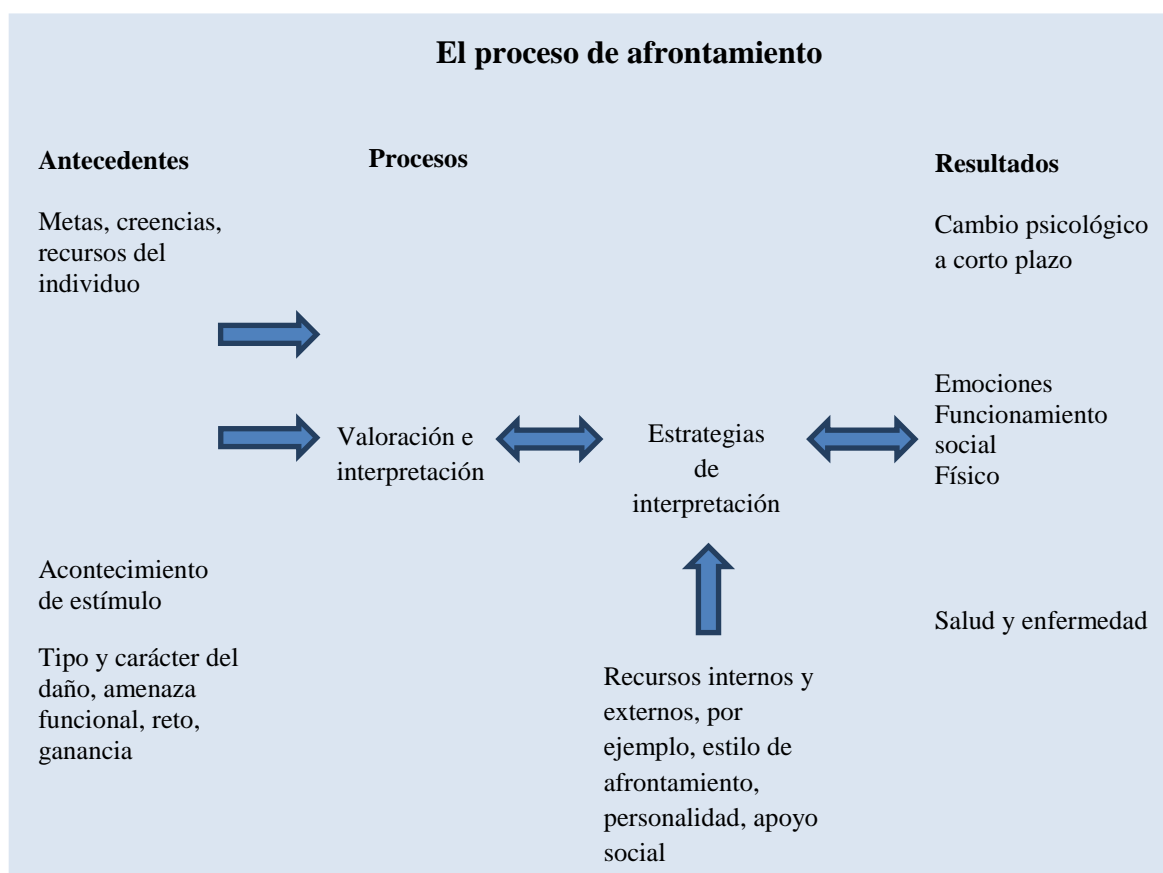 El proceso de afrontamiento
Antecedentes
Metas, creencias,
recursos del
individuo
Acontecimiento
de estímulo
Tipo y carácter del
daño, amenaza
funcional, reto,
ganancia
Procesos
Valoración e
interpretación
Estrategias
de
interpretación
Recursos internos y
externos, por
ejemplo, estilo de
afrontamiento,
personalidad, apoyo
social
Resultados
Cambio psicológico
a corto plazo
Emociones
Funcionamiento
social
Físico
Salud y enfermedad